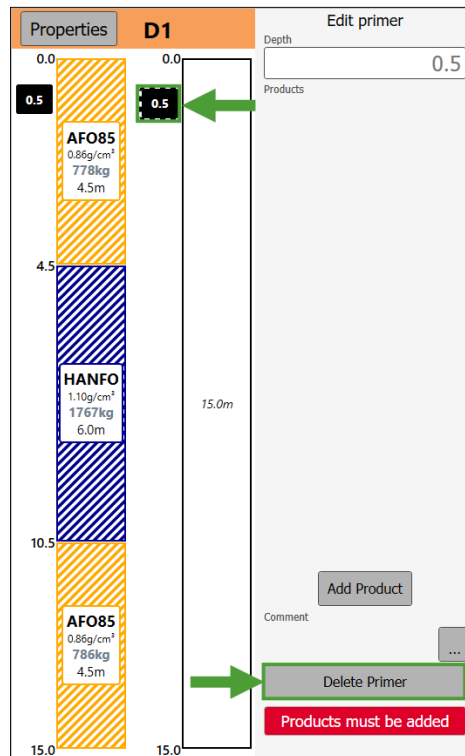 Properties
D1
0.0
0.0
0.5
0.5
AFO85
0.86g/cm³
778kg
4.5m
4.5
HANFO
1.10g/cm³
1767kg
6.0m
15.0m
10.5
AFO85
0.86g/cm³
786kg
4.5m
15.0
15.0
Edit primer
Depth
0.5
Products
Add Product
Comment
...
Delete Primer
Products must be added